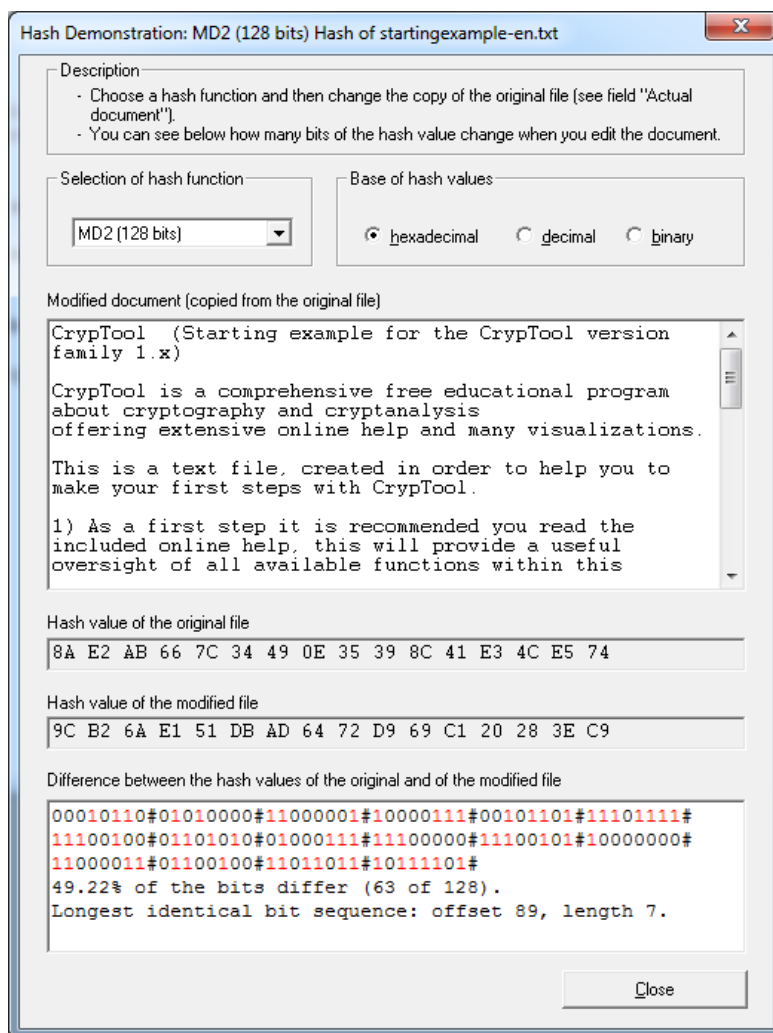 Hash Demonstration: MD2 (128 bits) Hash of startingexample-en.txt
Description
- Choose a hash function and then change the copy of the original file (see field "Actual
document").
- You can see below how many bits of the hash value change when you edit the document.
Selection of hash function
MD2 (128 bits)
Base of hash values
hexadecimal decimal binary
Modified document (copied from the original file)
CrypTool  (Starting example for the CrypTool version
family 1.x)
CrypTool is a comprehensive free educational program
about cryptography and cryptanalysis
offering extensive online help and many visualizations.
This is a text file, created in order to help you to
make your first steps with CrypTool.
1) As a first step it is recommended you read the
included online help, this will provide a useful
oversight of all available functions within this
Hash value of the original file
8A E2 AB 66 7C 34 49 0E 35 39 8C 41 E3 4C E5 74
Hash value of the modified file
9C B2 6A E1 51 DB AD 64 72 D9 69 C1 20 28 3E C9
Difference between the hash values of the original and of the modified file
00010110#01010000#11000001#10000111#00101101#11101111#
11100100#01101010#01000111#11100000#11100101#10000000#
11000011#01100100#11011011#10111101#
49.22% of the bits differ (63 of 128).
Longest identical bit sequence: offset 89, length 7.
Close